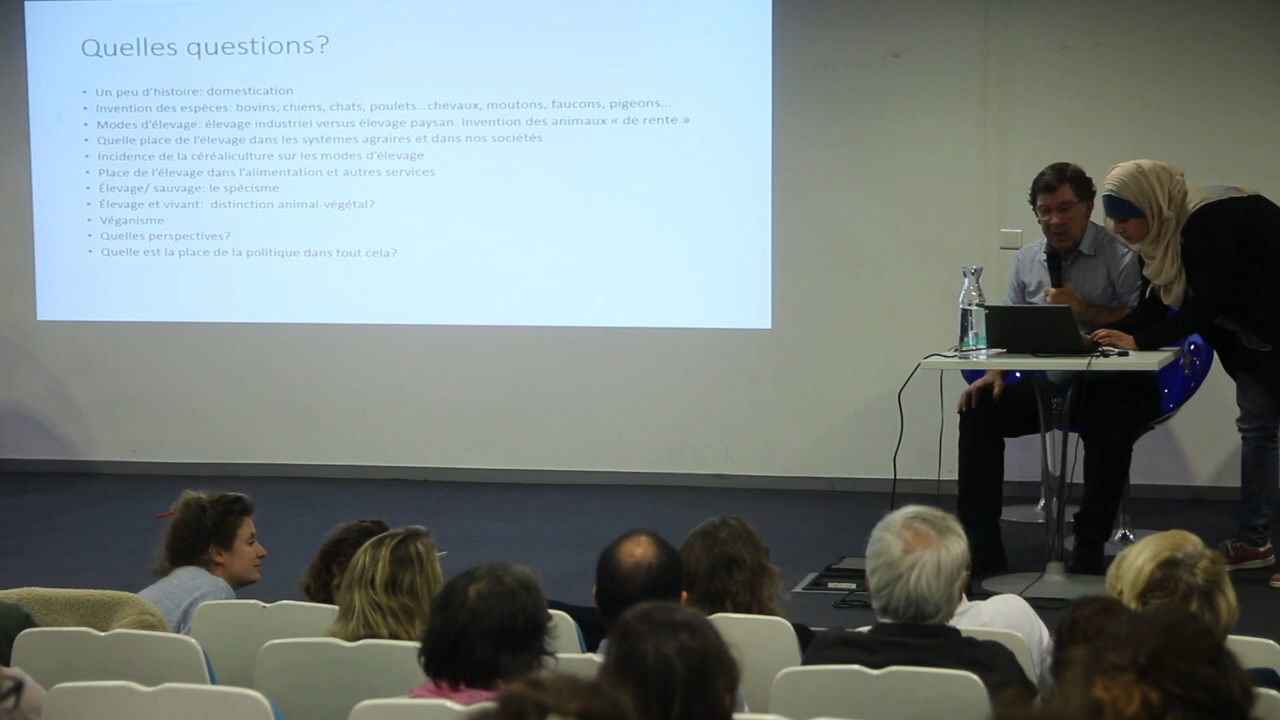 Quelles questions?
• Un peu d'histoire: domestication
• Invention des espèces: bovins, chiens, chats, poulets...chevaux, moutons, faucons, pigeons...
• Modes d'élevage: élevage industriel versus élevage paysan. Invention des animaux « de rente »
• Quelle place de l'élevage dans les systèmes agraires et dans nos sociétés
• Incidence de la céréaliculture sur les modes d'élevage
• Place de l'élevage dans l'alimentation et autres services
• Élevage/ sauvage: le spécisme
• Élevage et vivant: distinction animal-végétal?
• Véganisme
• Quelles perspectives?
• Quelle est la place de la politique dans tout cela?